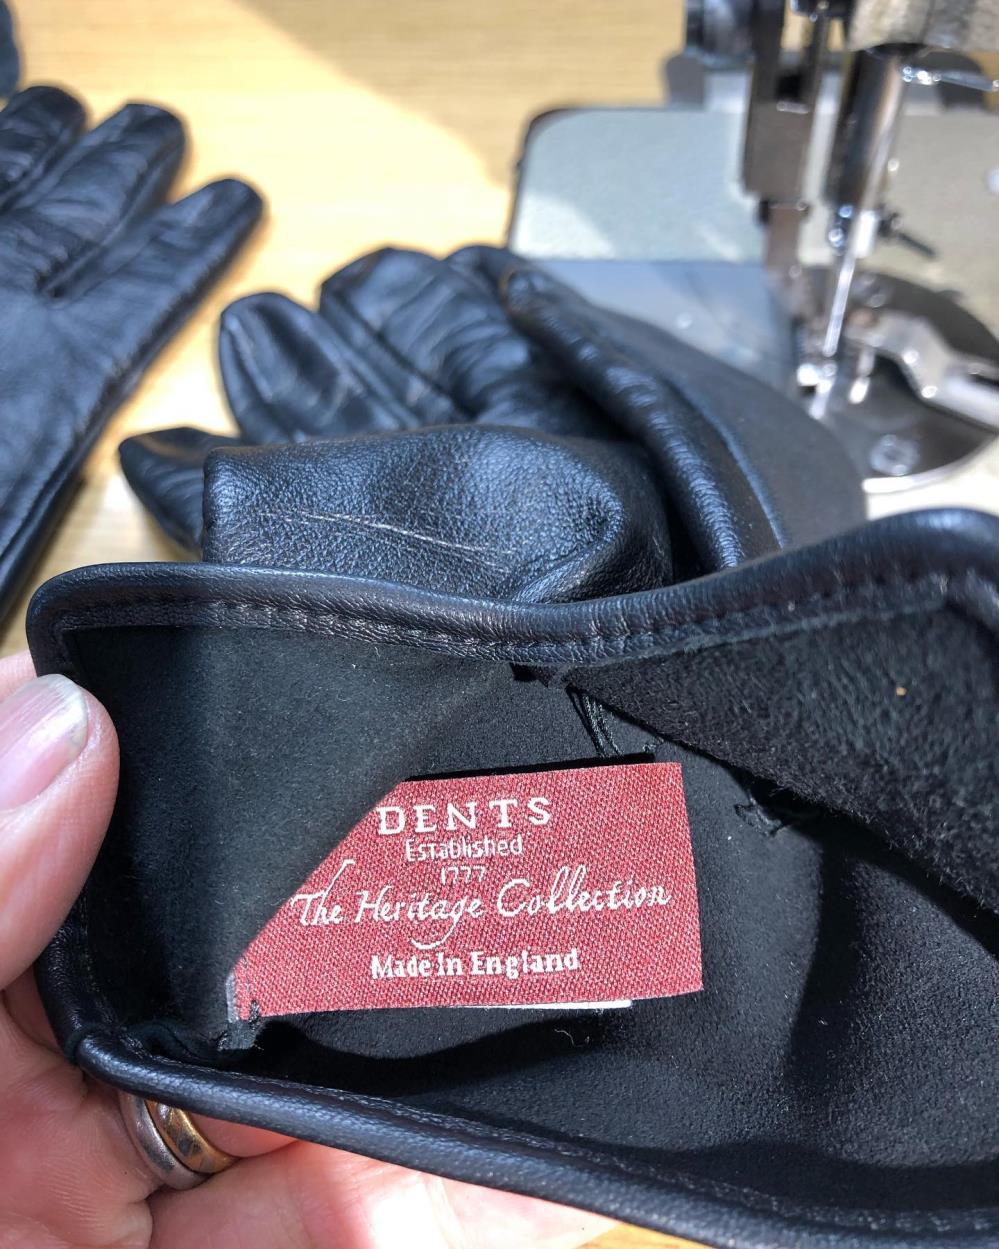 DENTS
Established
1777
The Heritage Collection
Made In England